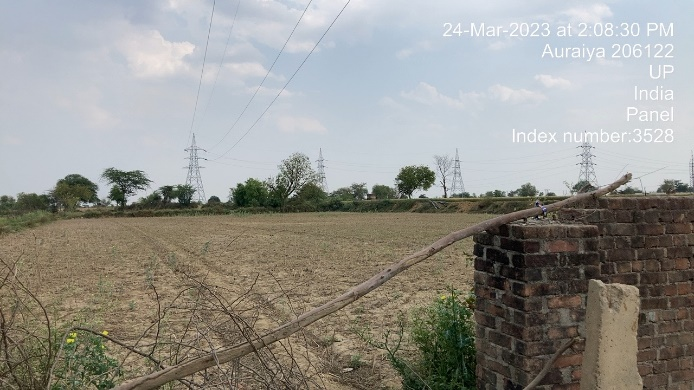 24-Mar-2023 at 2:08:30 PM
Auraiya 206122
UP
India
Panel
Index number:3528